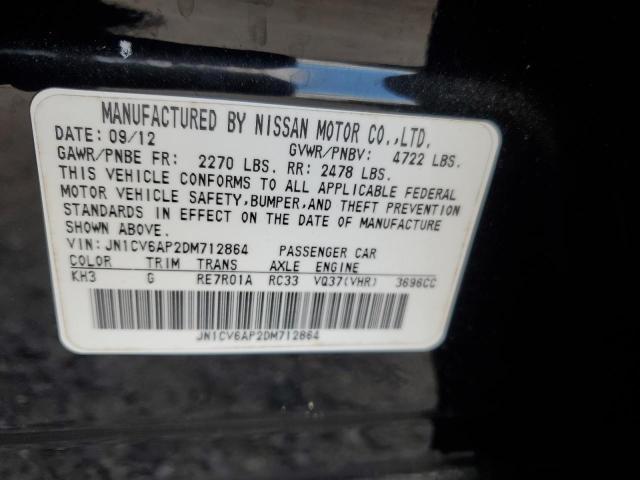 MANUFACTURED BY NISSAN MOTOR CO.,LTD.
DATE: 09/12 GVWR/PNBV: 4722 LBS.
GAWR/PNBE FR: 2270 LBS. RR: 2478 LBS.
THIS VEHICLE CONFORMS TO ALL APPLICABLE FEDERAL
MOTOR VEHICLE SAFETY,BUMPER,AND THEFT PREVENTION
STANDARDS IN EFFECT ON THE DATE OF MANUFACTURE
SHOWN ABOVE.
VIN: JN1CV6AP2DM712864 PASSENGER CAR
COLOR TRIM TRANS AXLE ENGINE
KH3 G RE7R01A RC33 VQ37(VHR) 3696CC
JN1CV6AP2DM712864